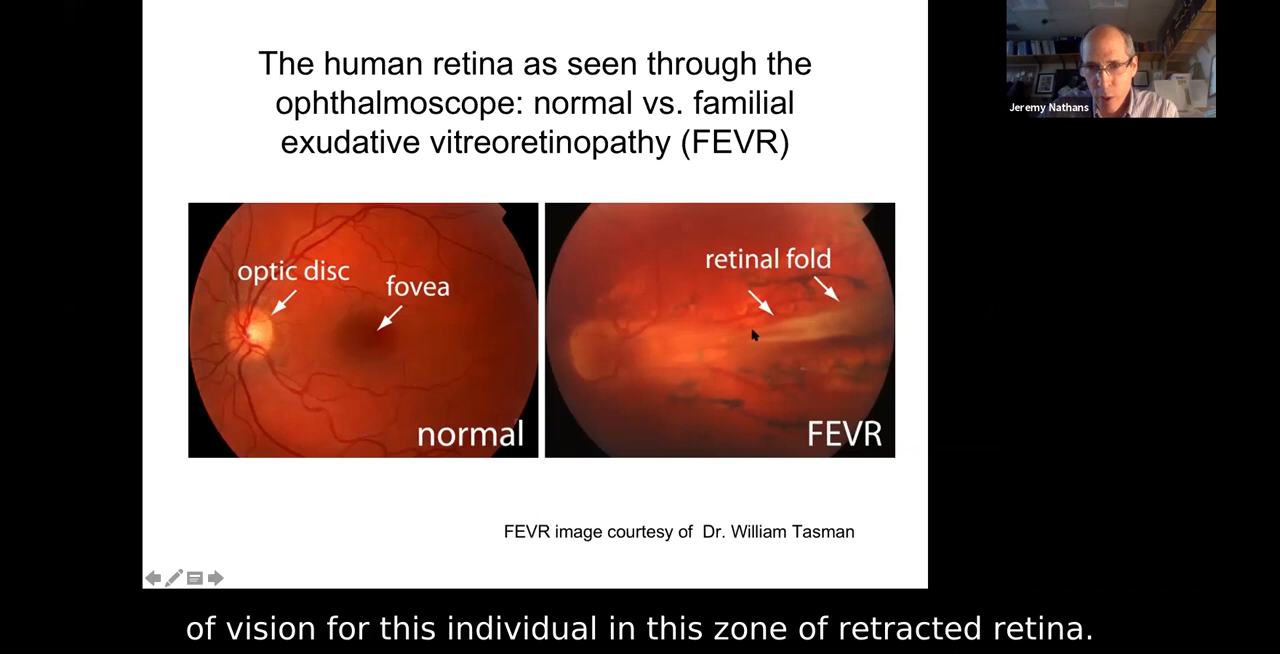 The human retina as seen through the
ophthalmoscope: normal vs. familial
exudative vitreoretinopathy (FEVR)
optic disc
fovea
normal
retinal fold
FEVR
FEVR image courtesy of Dr. William Tasman
Jeremy Nathans
of vision for this individual in this zone of retracted retina.